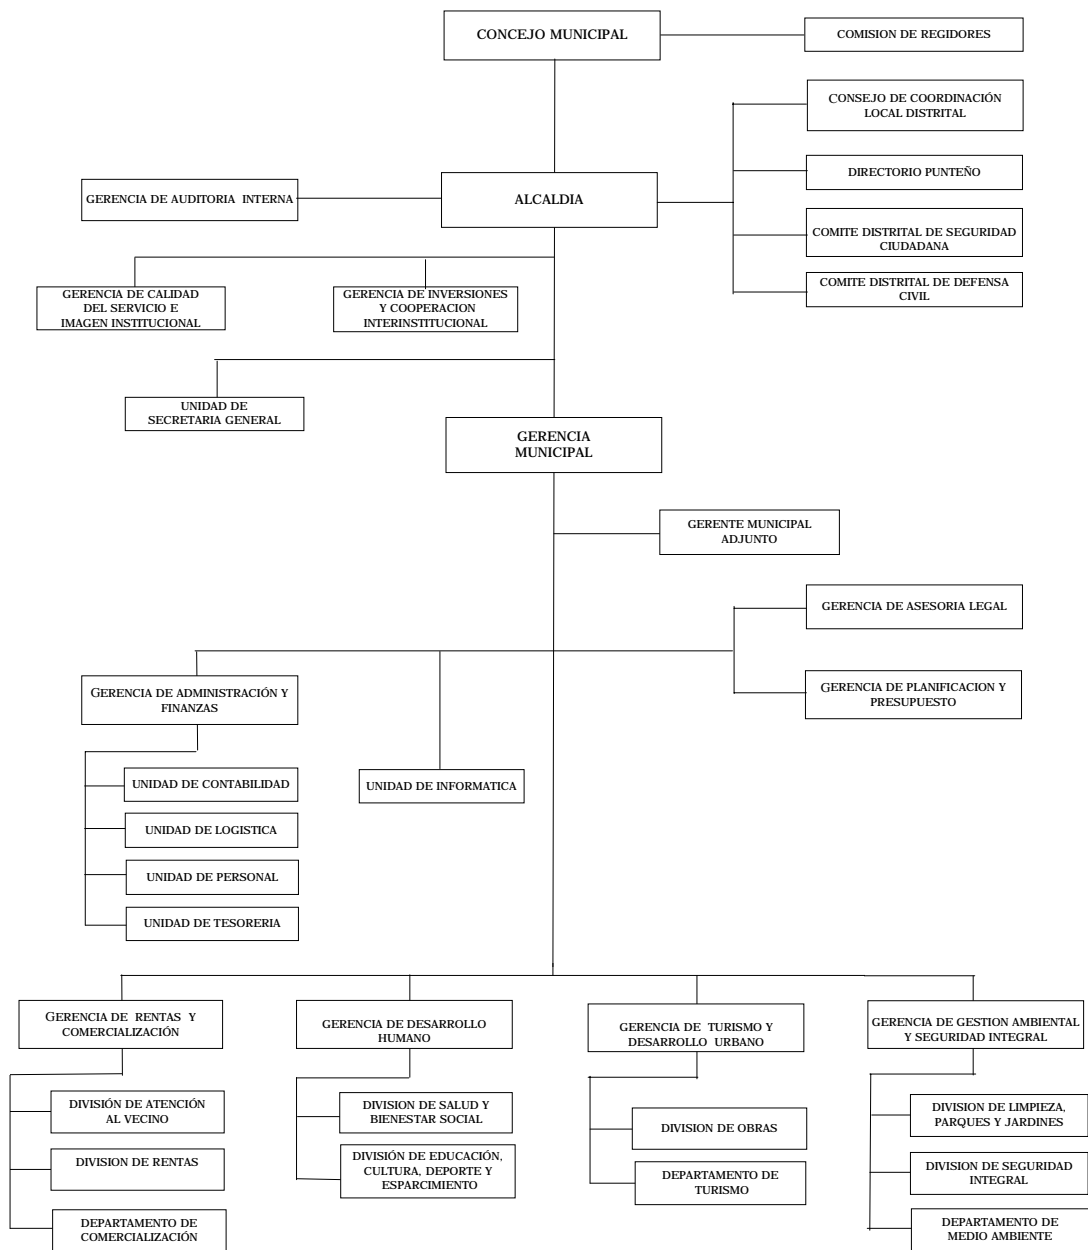 CONCEJO MUNICIPAL
COMISION DE REGIDORES
CONSEJO DE COORDINACIÓN
LOCAL DISTRITAL
DIRECTORIO PUNTEÑO
GERENCIA DE AUDITORIA INTERNA
ALCALDIA
COMITE DISTRITAL DE SEGURIDAD
CIUDADANA
COMITE DISTRITAL DE DEFENSA
CIVIL
GERENCIA DE CALIDAD
DEL SERVICIO E
IMAGEN INSTITUCIONAL
GERENCIA DE INVERSIONES
Y COOPERACION
INTERINSTITUCIONAL
UNIDAD DE
SECRETARIA GENERAL
GERENCIA
MUNICIPAL
GERENTE MUNICIPAL
ADJUNTO
GERENCIA DE ASESORIA LEGAL
GERENCIA DE ADMINISTRACIÓN Y
FINANZAS
GERENCIA DE PLANIFICACION Y
PRESUPUESTO
UNIDAD DE CONTABILIDAD
UNIDAD DE INFORMATICA
UNIDAD DE LOGISTICA
UNIDAD DE PERSONAL
UNIDAD DE TESORERIA
GERENCIA DE RENTAS Y
COMERCIALIZACIÓN
GERENCIA DE DESARROLLO
HUMANO
GERENCIA DE TURISMO Y
DESARROLLO URBANO
GERENCIA DE GESTION AMBIENTAL
Y SEGURIDAD INTEGRAL
DIVISIÓN DE ATENCIÓN
AL VECINO
DIVISION DE RENTAS
DEPARTAMENTO DE
COMERCIALIZACIÓN
DIVISION DE SALUD Y
BIENESTAR SOCIAL
DIVISIÓN DE EDUCACIÓN,
CULTURA, DEPORTE Y
ESPARCIMIENTO
DIVISION DE OBRAS
DEPARTAMENTO DE
TURISMO
DIVISION DE LIMPIEZA,
PARQUES Y JARDINES
DIVISION DE SEGURIDAD
INTEGRAL
DEPARTAMENTO DE
MEDIO AMBIENTE